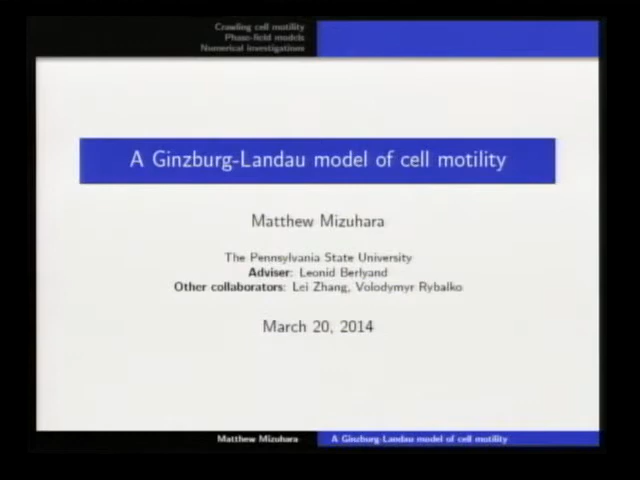 Crawling cell motility
Phase-field models
Numerical investigations
A Ginzburg-Landau model of cell motility
Matthew Mizuhara
The Pennsylvania State University
Adviser: Leonid Berlyand
Other collaborators: Lei Zhang, Volodymyr Rybalko
March 20, 2014
Matthew Mizuhara A Ginzburg-Landau model of cell motility